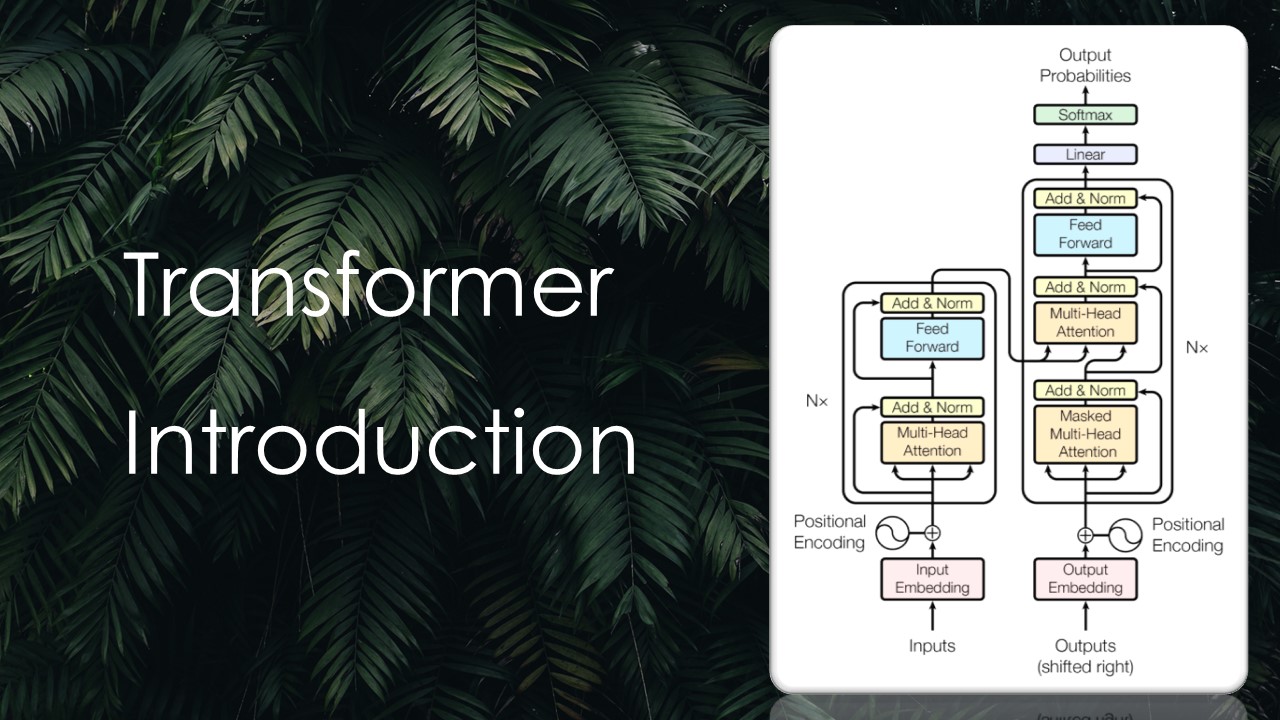 Transformer
Introduction
Output
Probabilities
Softmax
Linear
Add & Norm
Feed
Forward
Add & Norm
Multi-Head
Attention
N×
Add & Norm
Masked
Multi-Head
Attention
Add & Norm
Feed
Forward
N×
Add & Norm
Multi-Head
Attention
Positional
Encoding
Positional
Encoding
Input
Embedding
Output
Embedding
Inputs
Outputs
(shifted right)